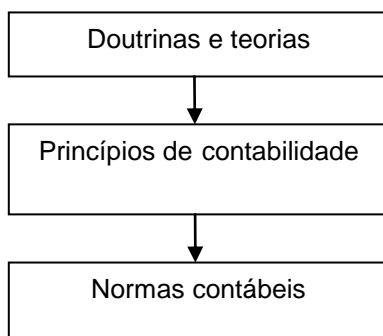 Doutrinas e teorias
Princípios de contabilidade
Normas contábeis